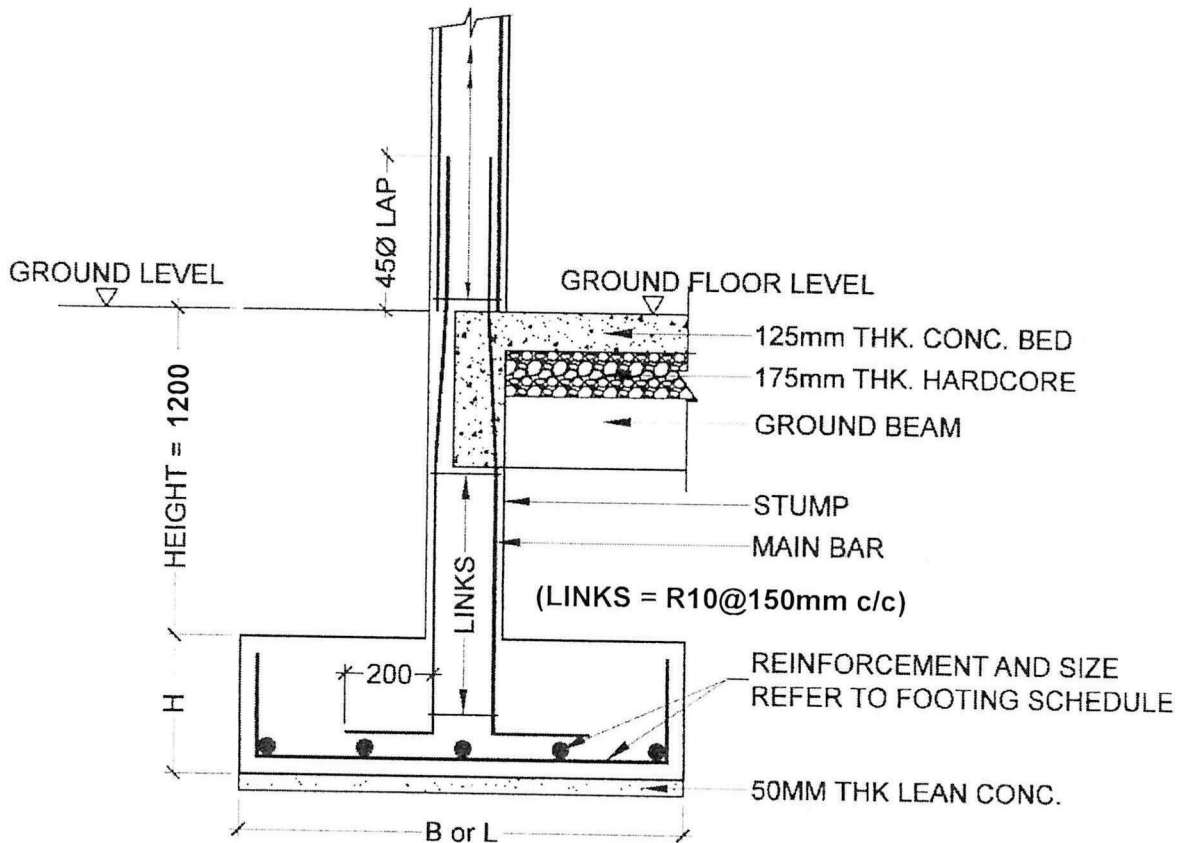 45Ø LAP
GROUND LEVEL
GROUND FLOOR LEVEL
125mm THK. CONC. BED
175mm THK. HARDCORE
GROUND BEAM
HEIGHT = 1200
STUMP
MAIN BAR
LINKS
(LINKS = R10@150mm c/c)
200
H
REINFORCEMENT AND SIZE
REFER TO FOOTING SCHEDULE
50MM THK LEAN CONC.
B or L